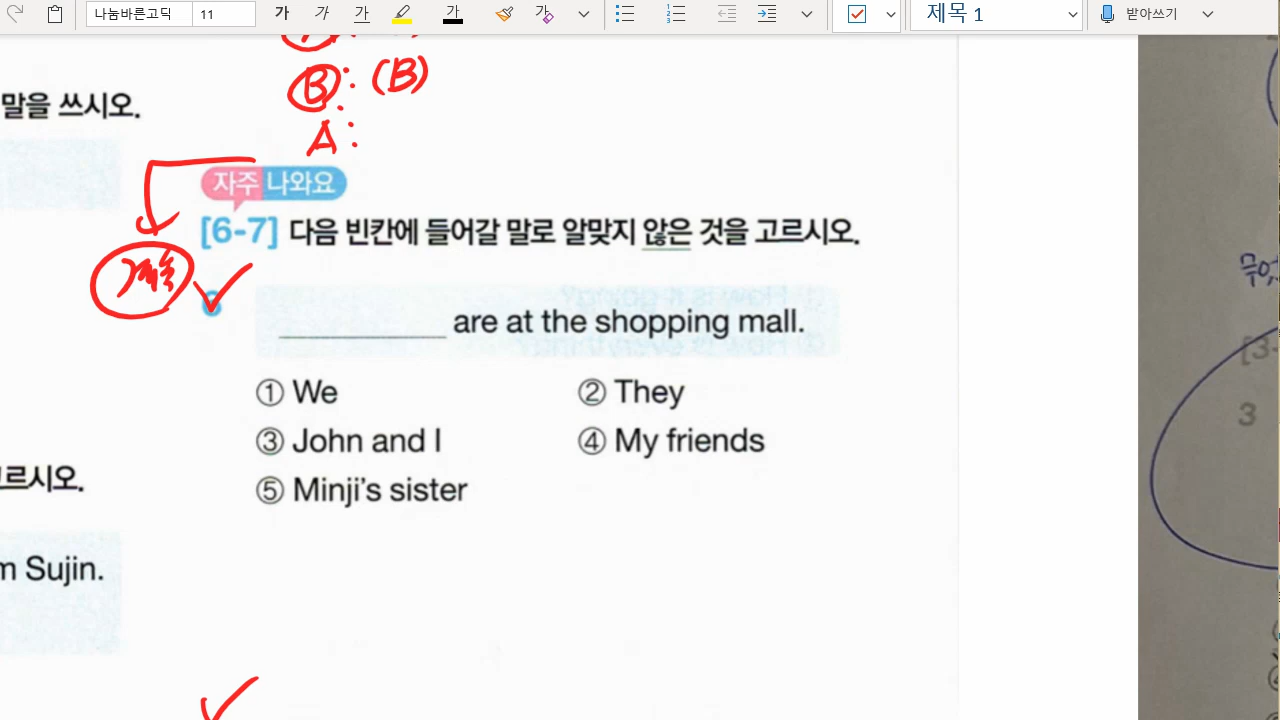 나눔바른고딕 11 가 가 가 가 가 제목 1 받아쓰기
B : (B)
말을 쓰시오.
A :
자주 나와요
[6-7] 다음 빈칸에 들어갈 말로 알맞지 않은 것을 고르시오.
are at the shopping mall.
① We ② They
③ John and I ④ My friends
⑤ Minji's sister
르시오.
m Sujin.
[3-
3